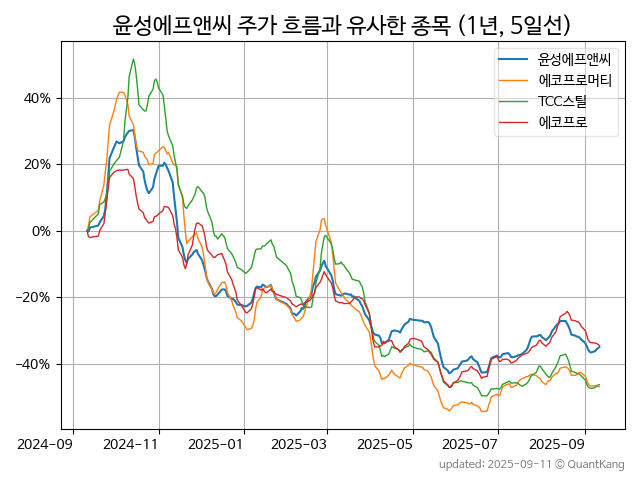 윤성에프앤씨 주가 흐름과 유사한 종목 (1년, 5일선)
윤성에프앤씨
에코프로머티
TCC스틸
에코프로
40%
20%
0%
−20%
−40%
2024-09 2024-11 2025-01 2025-03 2025-05 2025-07 2025-09
updated: 2025-09-11 © QuantKang